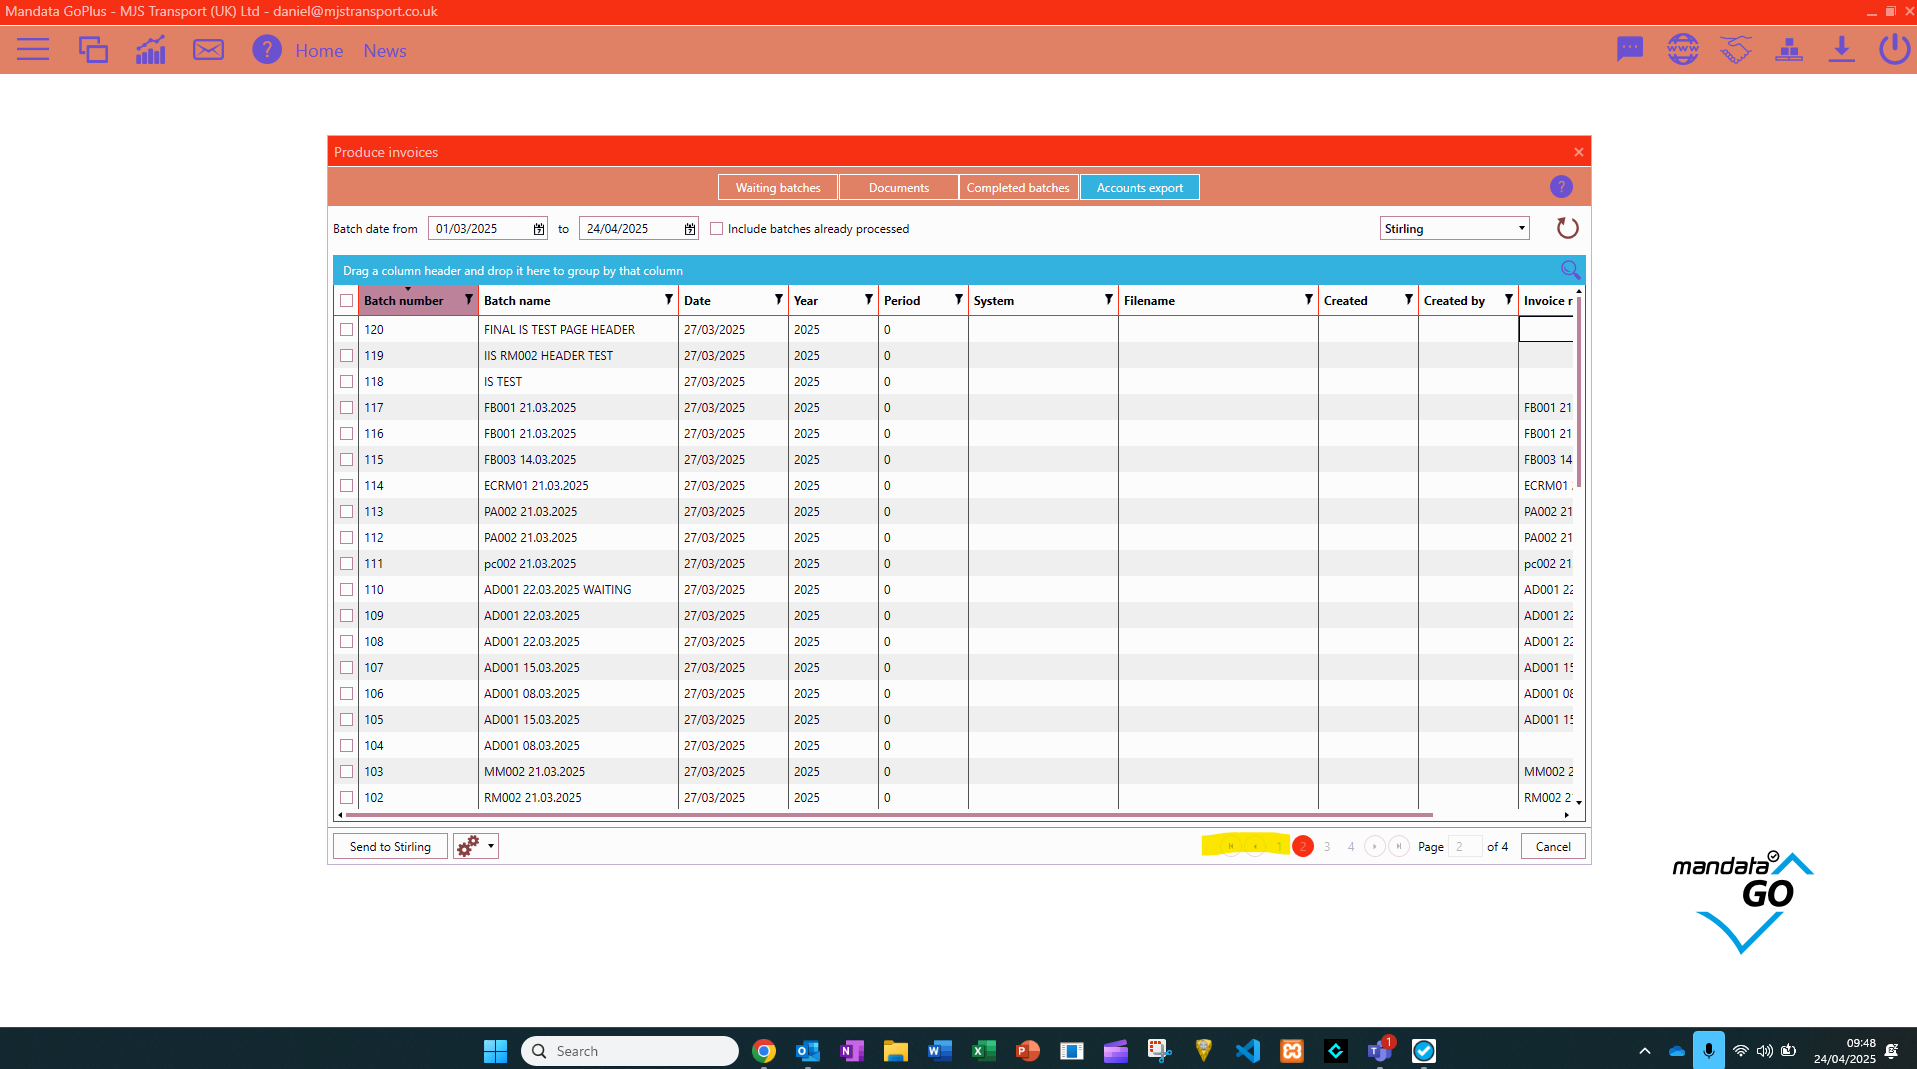 Mandata GoPlus - MJS Transport (UK) Ltd - daniel@mjstransport.co.uk
? Home News
Produce invoices
Waiting batches Documents Completed batches Accounts export ?
Batch date from 01/03/2025 to 24/04/2025 Include batches already processed Stirling
Drag a column header and drop it here to group by that column
Batch number Batch name Date Year Period System Filename Created Created by Invoice r
120 FINAL IS TEST PAGE HEADER 27/03/2025 2025 0
119 IIS RM002 HEADER TEST 27/03/2025 2025 0
118 IS TEST 27/03/2025 2025 0
117 FB001 21.03.2025 27/03/2025 2025 0 FB001 21
116 FB001 21.03.2025 27/03/2025 2025 0 FB001 21
115 FB003 14.03.2025 27/03/2025 2025 0 FB003 14
114 ECRM01 21.03.2025 27/03/2025 2025 0 ECRM01
113 PA002 21.03.2025 27/03/2025 2025 0 PA002 21
112 PA002 21.03.2025 27/03/2025 2025 0 PA002 21
111 pc002 21.03.2025 27/03/2025 2025 0 pc002 21
110 AD001 22.03.2025 WAITING 27/03/2025 2025 0 AD001 22
109 AD001 22.03.2025 27/03/2025 2025 0 AD001 22
108 AD001 22.03.2025 27/03/2025 2025 0 AD001 22
107 AD001 15.03.2025 27/03/2025 2025 0 AD001 15
106 AD001 08.03.2025 27/03/2025 2025 0 AD001 08
105 AD001 15.03.2025 27/03/2025 2025 0 AD001 15
104 AD001 08.03.2025 27/03/2025 2025 0
103 MM002 21.03.2025 27/03/2025 2025 0 MM002 2
102 RM002 21.03.2025 27/03/2025 2025 0 RM002 2
Send to Stirling 1 2 3 4 Page 2 of 4 Cancel
mandata
GO
Search 1 09:48
24/04/2025